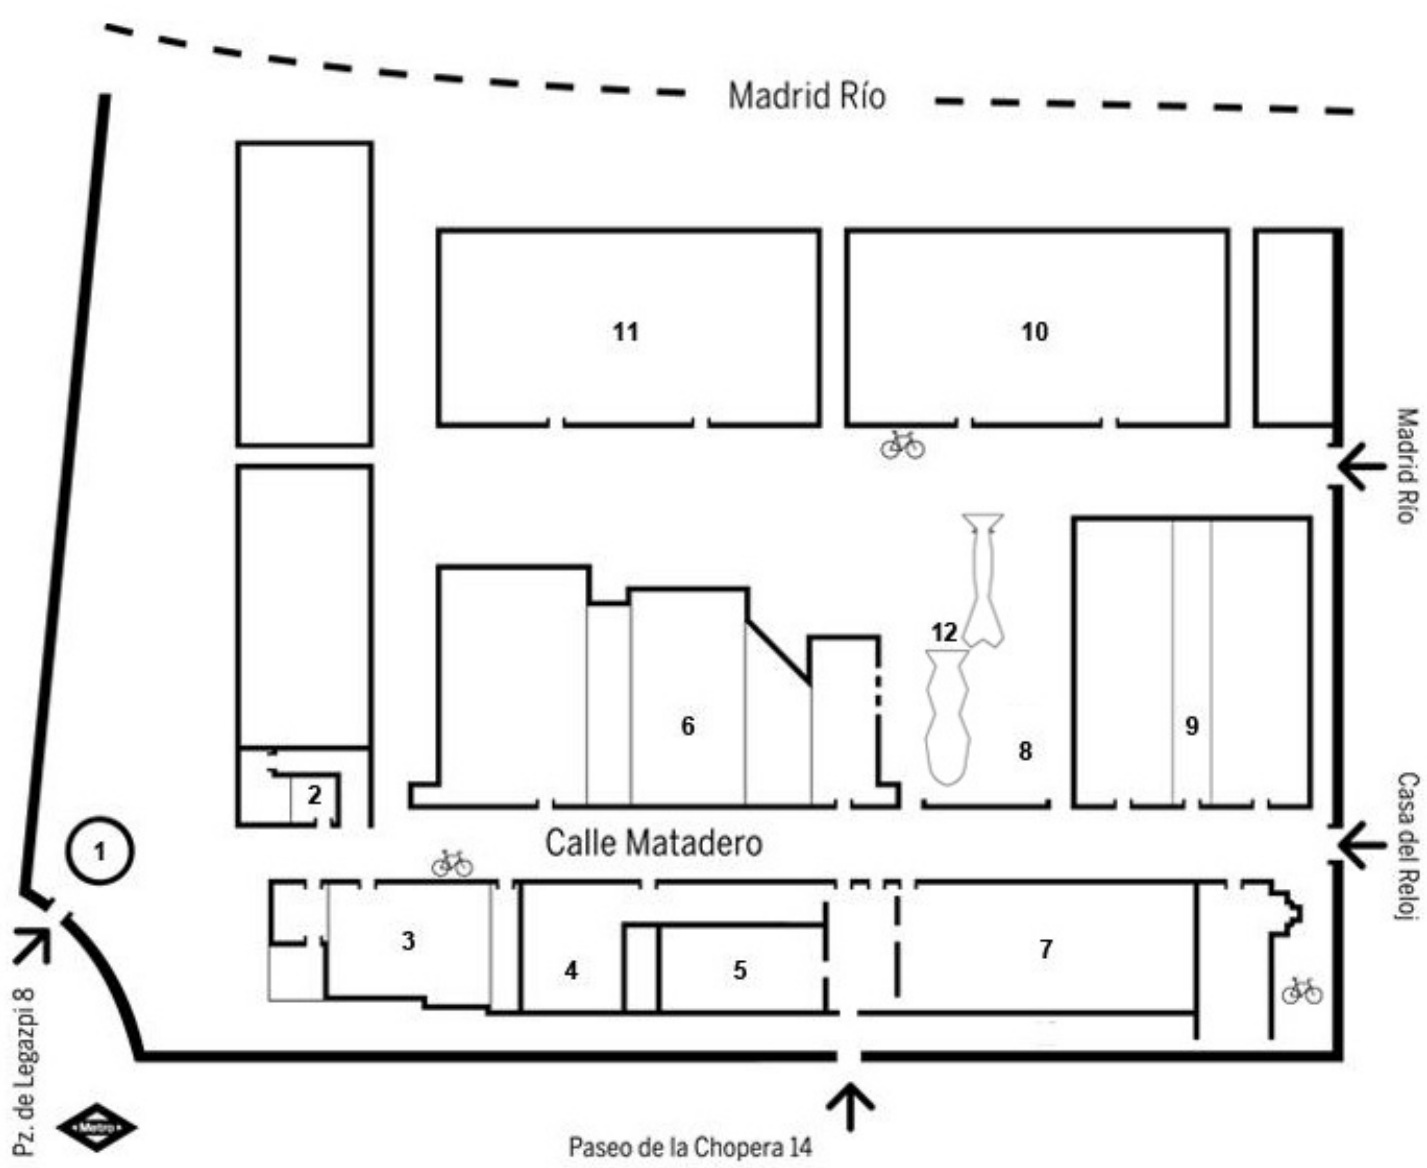 Madrid Río
11
10
Madrid Río
12
6
8
9
2
Calle Matadero
1
Casa del Reloj
3
4
5
7
Pz. de Legazpi 8
Metro
Paseo de la Chopera 14